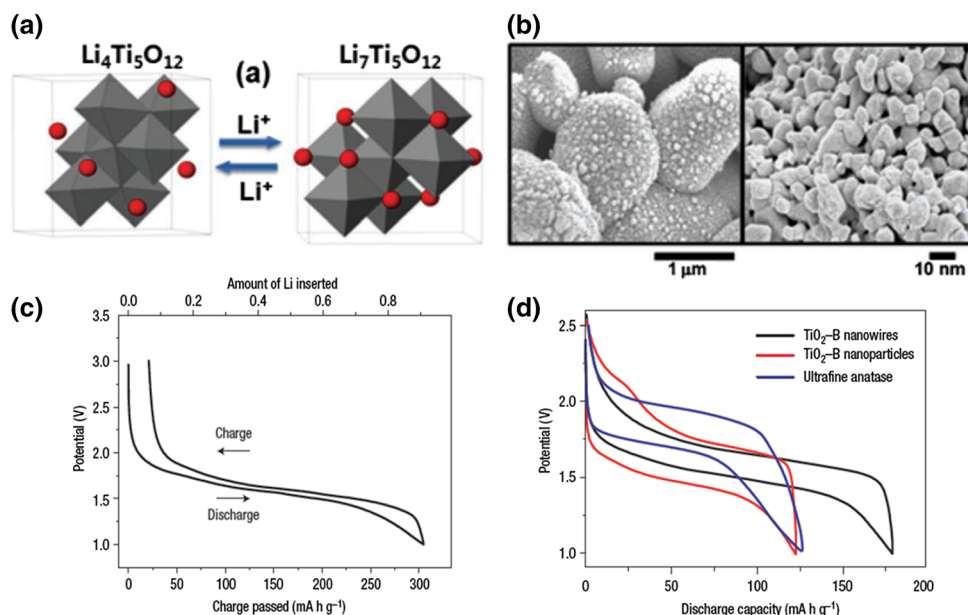 (a)
Li4Ti5O12
(a)
Li7Ti5O12
Li+
Li+
(b)
1 μm
10 nm
(c)
Amount of Li inserted
0.0 0.2 0.4 0.6 0.8
3.5
3.0
2.5
2.0
1.5
1.0
Potential (V)
Charge
Discharge
0 50 100 150 200 250 300
Charge passed (mA h g−1)
(d)
TiO2–B nanowires
TiO2–B nanoparticles
Ultrafine anatase
2.5
2.0
1.5
1.0
Potential (V)
0 50 100 150 200
Discharge capacity (mA h g−1)